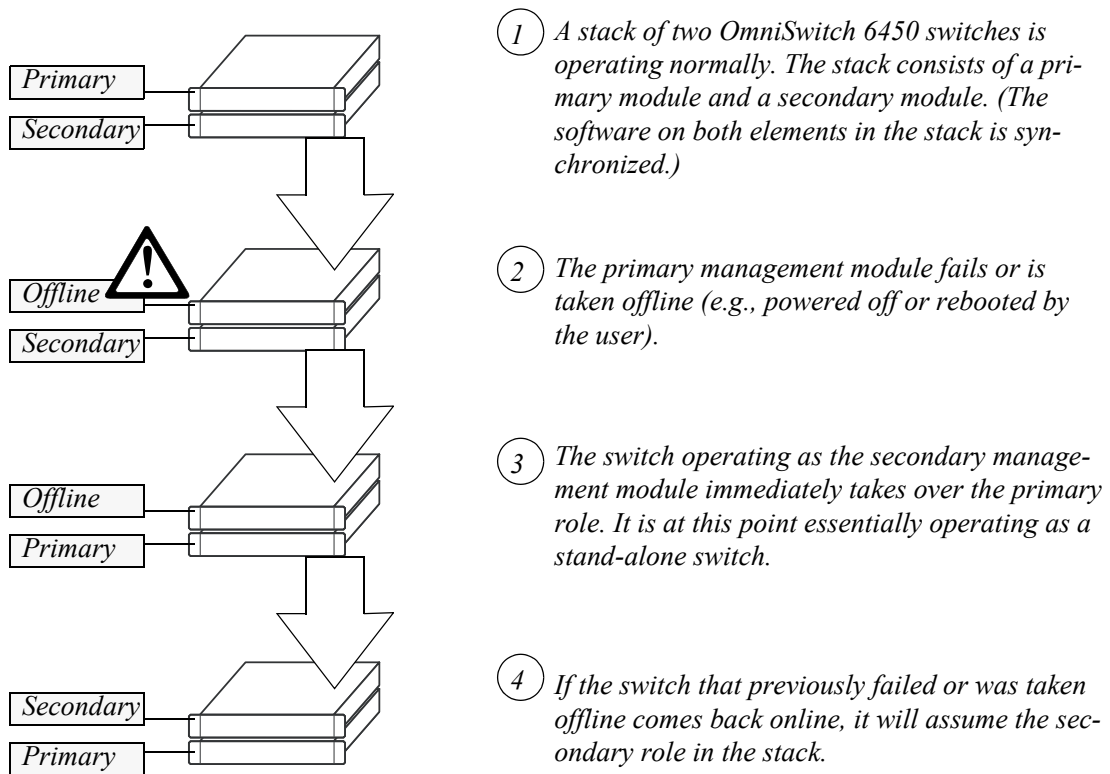 Primary
Secondary
1
A stack of two OmniSwitch 6450 switches is
operating normally. The stack consists of a pri-
mary module and a secondary module. (The
software on both elements in the stack is syn-
chronized.)
Offline
Secondary
2
The primary management module fails or is
taken offline (e.g., powered off or rebooted by
the user).
Offline
Primary
3
The switch operating as the secondary manage-
ment module immediately takes over the primary
role. It is at this point essentially operating as a
stand-alone switch.
Secondary
Primary
4
If the switch that previously failed or was taken
offline comes back online, it will assume the sec-
ondary role in the stack.